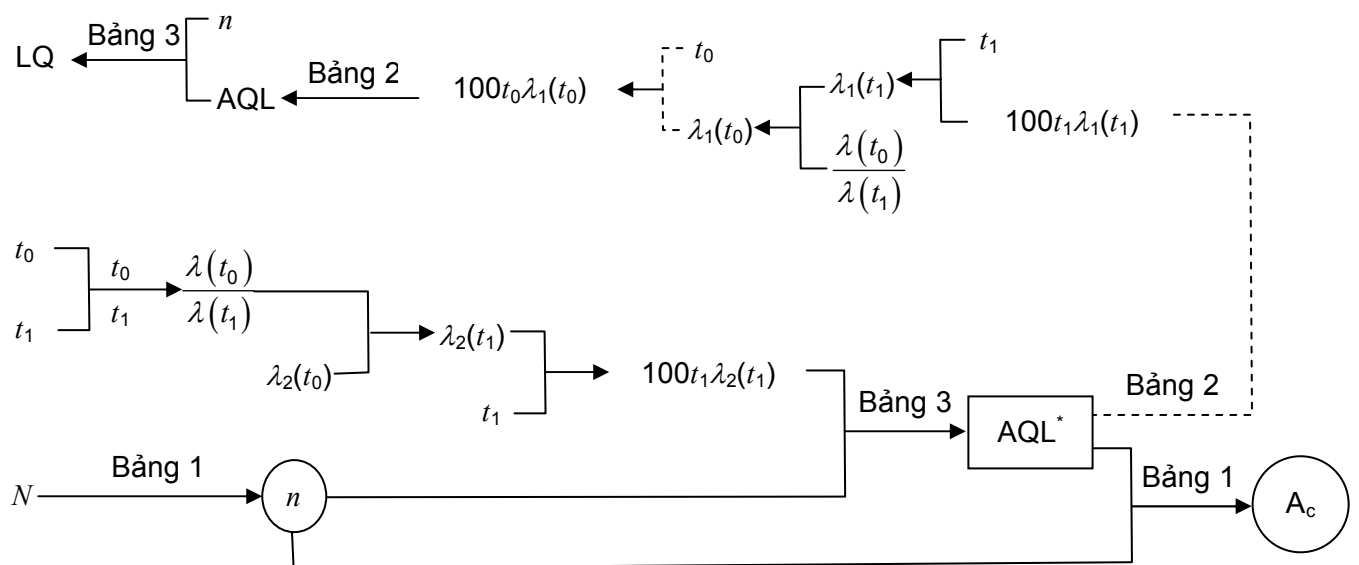 Bảng 3 n t₁
LQ AQL Bảng 2 100t₀λ₁(t₀) t₀ λ₁(t₁)
λ₁(t₀) 100t₁λ₁(t₁)
λ(t₀)
λ(t₁)
t₀ t₀ λ(t₀)
t₁ t₁ λ(t₁) λ₂(t₁)
λ₂(t₀) 100t₁λ₂(t₁) Bảng 2
t₁ Bảng 3 AQL*
N Bảng 1 n Bảng 1 A_c